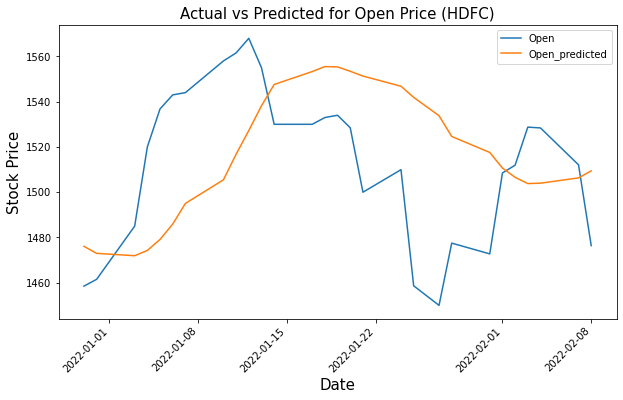 Actual vs Predicted for Open Price (HDFC)
Open
Open_predicted
Stock Price
1560
1540
1520
1500
1480
1460
2022-01-01
2022-01-08
2022-01-15
2022-01-22
2022-02-01
2022-02-08
Date